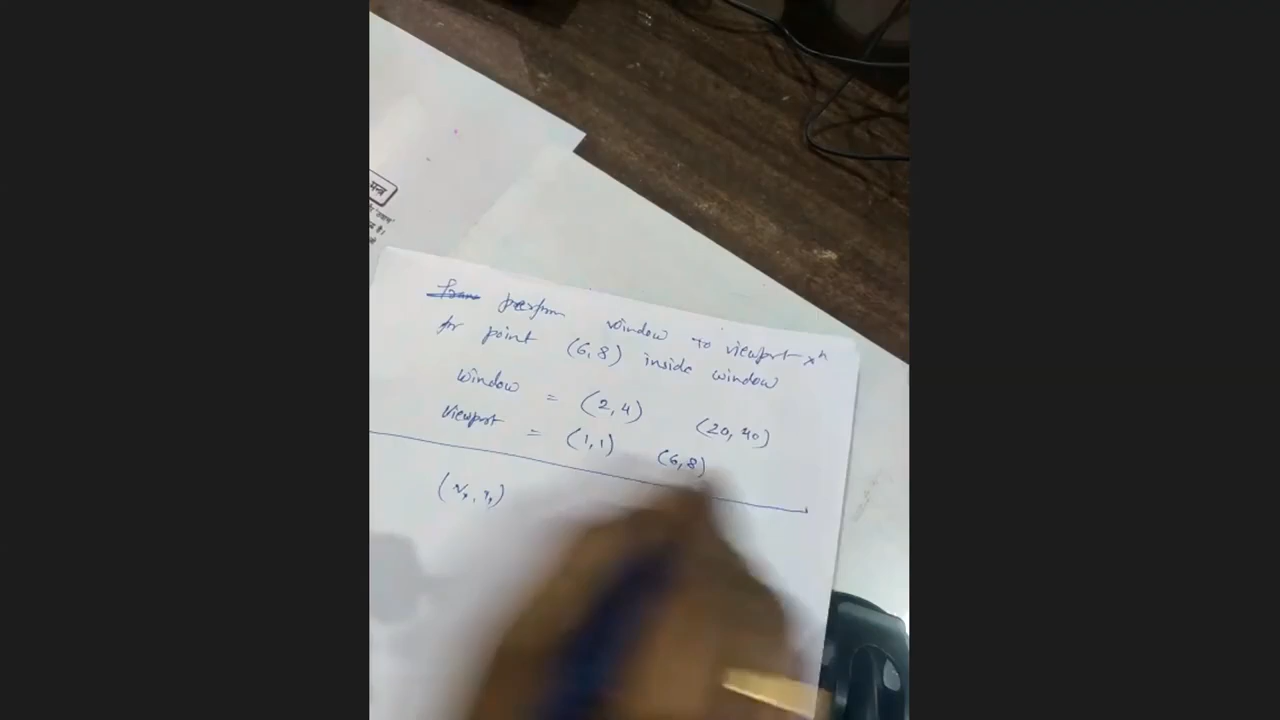 मन्त्र
perform window to viewport xⁿ
for point (6,8) inside window
window = (2,4) (20,40)
viewport = (1,1) (6,8)